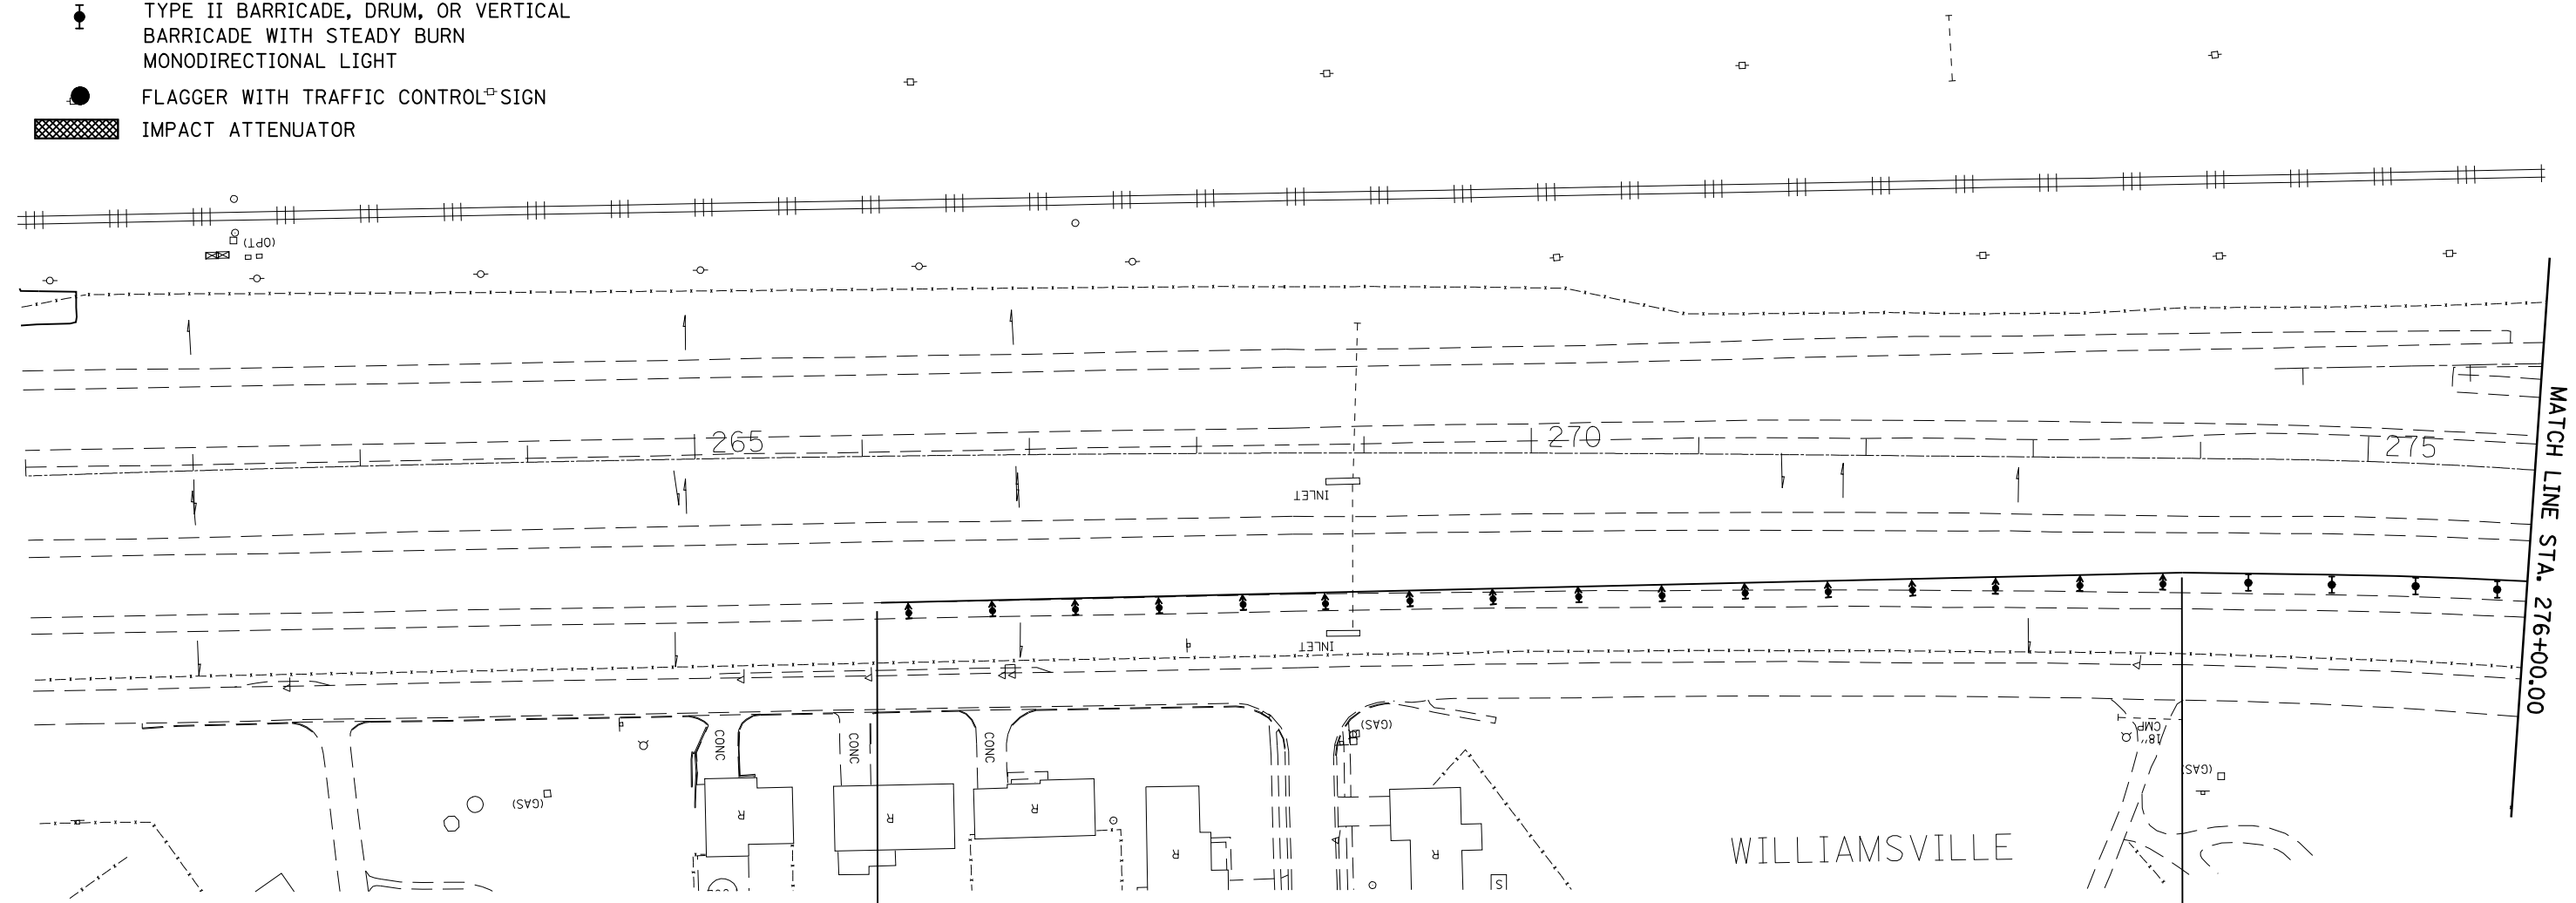 TYPE II BARRICADE, DRUM, OR VERTICAL
BARRICADE WITH STEADY BURN
MONODIRECTIONAL LIGHT
FLAGGER WITH TRAFFIC CONTROL SIGN
IMPACT ATTENUATOR
(OPT)
265
270
275
INLET
INLET
MATCH LINE STA. 276+00.00
CONC
CONC
CONC
(GAS)
(GAS)
18" CMP
(GAS)
R
R
R
R
R
S
WILLIAMSVILLE